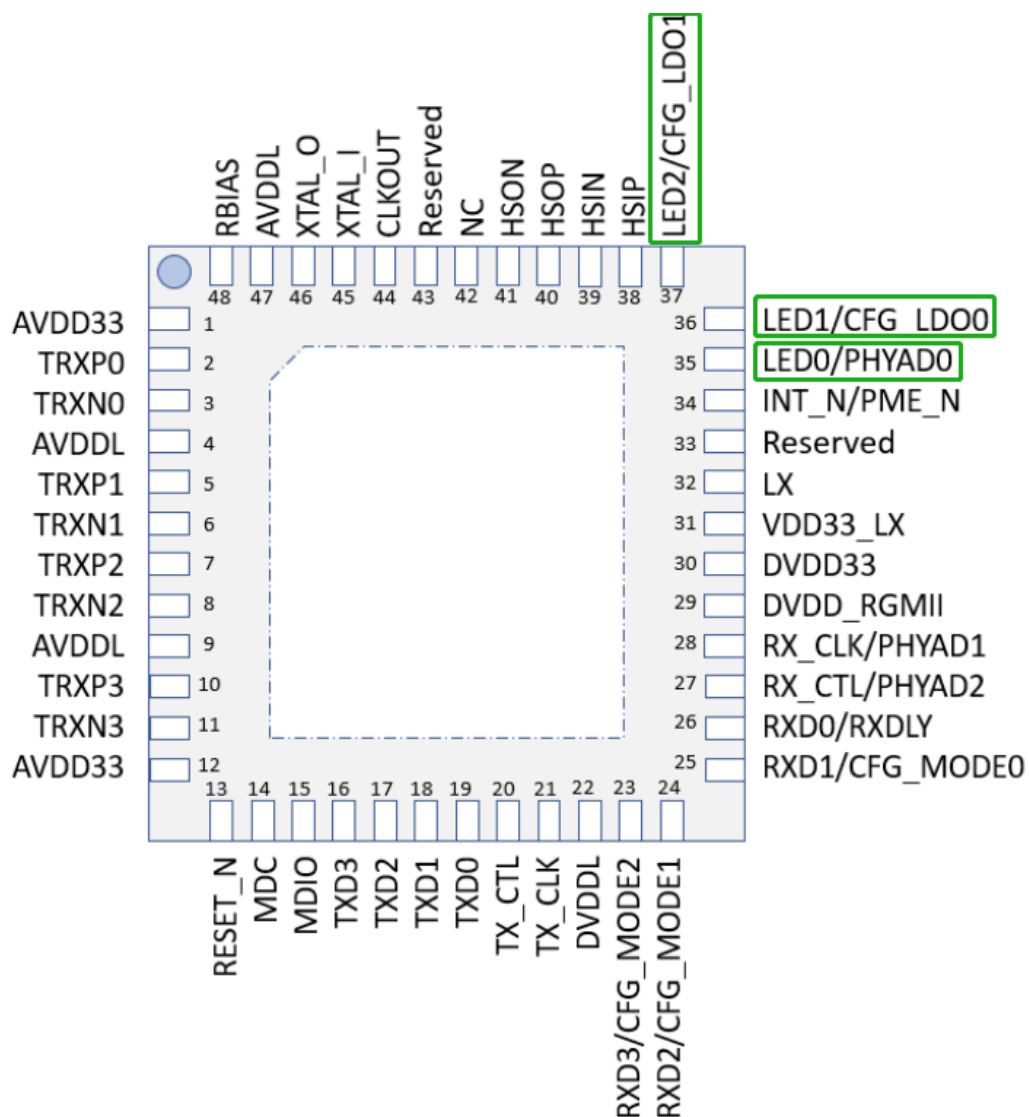 LED2/CFG_LDO1
RBIAS
AVDDL
XTAL_O
XTAL_I
CLKOUT
Reserved
NC
HSON
HSOP
HSIN
HSIP
48 47 46 45 44 43 42 41 40 39 38 37
AVDD33 1
TRXP0 2
TRXN0 3
AVDDL 4
TRXP1 5
TRXN1 6
TRXP2 7
TRXN2 8
AVDDL 9
TRXP3 10
TRXN3 11
AVDD33 12
36 LED1/CFG_LDO0
35 LED0/PHYAD0
34 INT_N/PME_N
33 Reserved
32 LX
31 VDD33_LX
30 DVDD33
29 DVDD_RGMII
28 RX_CLK/PHYAD1
27 RX_CTL/PHYAD2
26 RXD0/RXDLY
25 RXD1/CFG_MODE0
13 14 15 16 17 18 19 20 21 22 23 24
RESET_N
MDC
MDIO
TXD3
TXD2
TXD1
TXD0
TX_CTL
TX_CLK
DVDDL
RXD3/CFG_MODE2
RXD2/CFG_MODE1